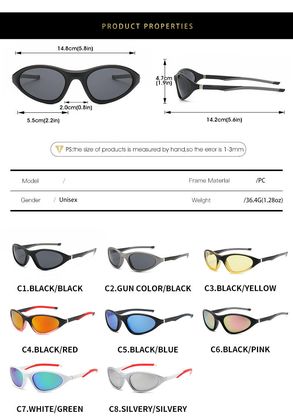 PRODUCT PROPERTIES
14.8cm(5.8in)
4.7cm
(1.9in)
2.0cm(0.8in)
5.5cm(2.2in)
14.2cm(5.6in)
PS:the size of products is measured by hand,so the error is 1-3mm
Model /
Frame Material /PC
Gender / Unisex
Weight /36.4G(1.28oz)
C1.BLACK/BLACK
C2.GUN COLOR/BLACK
C3.BLACK/YELLOW
C4.BLACK/RED
C5.BLACK/BLUE
C6.BLACK/PINK
C7.WHITE/GREEN
C8.SILVERY/SILVERY